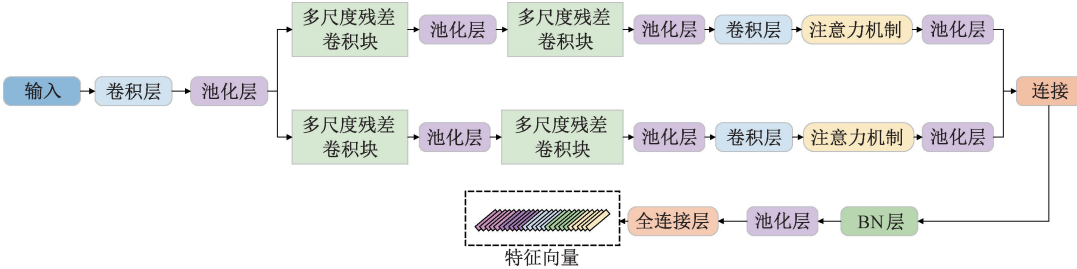 多尺度残差
卷积块
池化层
多尺度残差
卷积块
池化层
卷积层
注意力机制
池化层
输入
卷积层
池化层
连接
多尺度残差
卷积块
池化层
多尺度残差
卷积块
池化层
卷积层
注意力机制
池化层
全连接层
池化层
BN层
特征向量